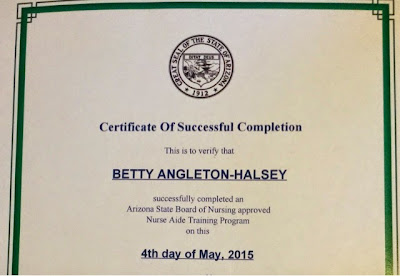 GREAT SEAL OF THE STATE OF ARIZONA
DITAT DEUS
1912
Certificate Of Successful Completion
This is to verify that
BETTY ANGLETON-HALSEY
successfully completed an
Arizona State Board of Nursing approved
Nurse Aide Training Program
on this
4th day of May, 2015